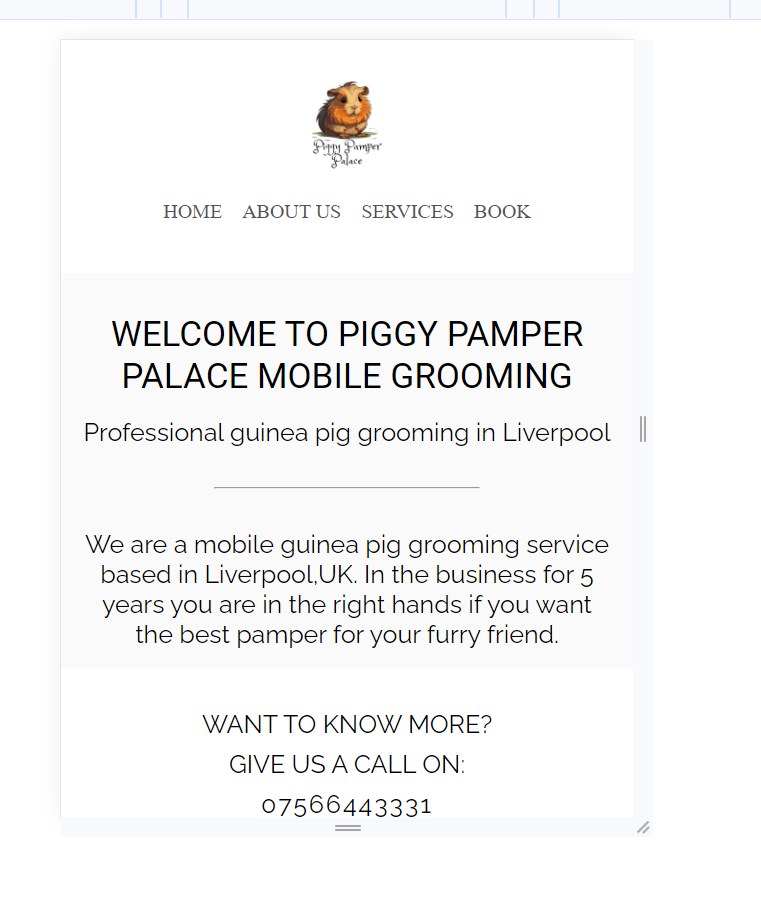 Piggy Pamper
Palace
HOME ABOUT US SERVICES BOOK
WELCOME TO PIGGY PAMPER
PALACE MOBILE GROOMING
Professional guinea pig grooming in Liverpool
We are a mobile guinea pig grooming service
based in Liverpool,UK. In the business for 5
years you are in the right hands if you want
the best pamper for your furry friend.
WANT TO KNOW MORE?
GIVE US A CALL ON:
07566443331